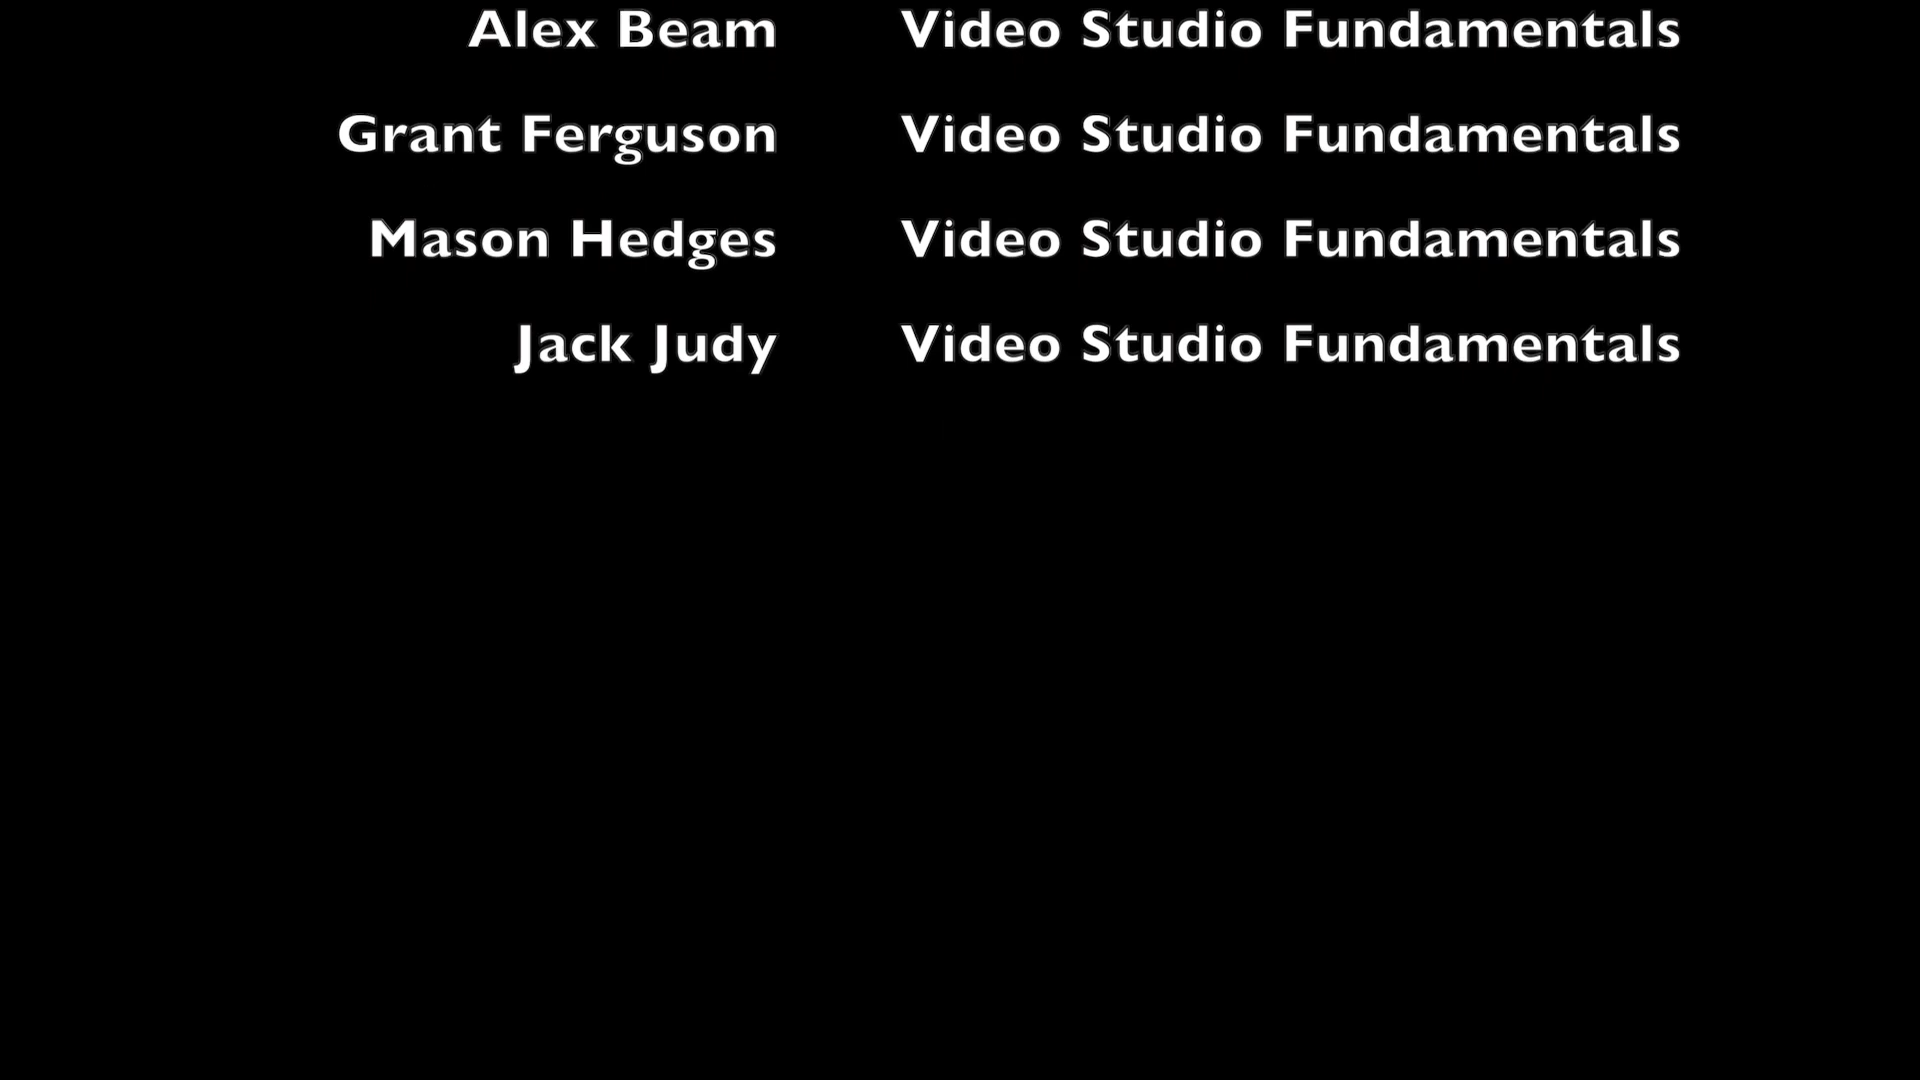 Alex Beam Video Studio Fundamentals
Grant Ferguson Video Studio Fundamentals
Mason Hedges Video Studio Fundamentals
Jack Judy Video Studio Fundamentals